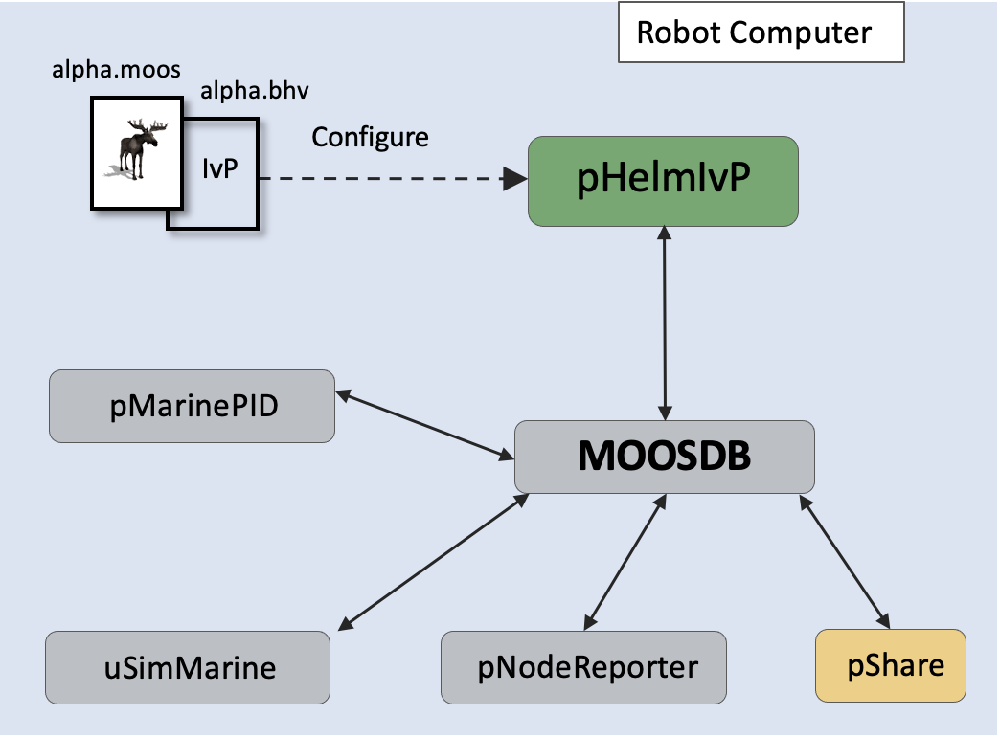 Robot Computer
alpha.moos
alpha.bhv
IvP
Configure
pHelmIvP
pMarinePID
MOOSDB
uSimMarine
pNodeReporter
pShare